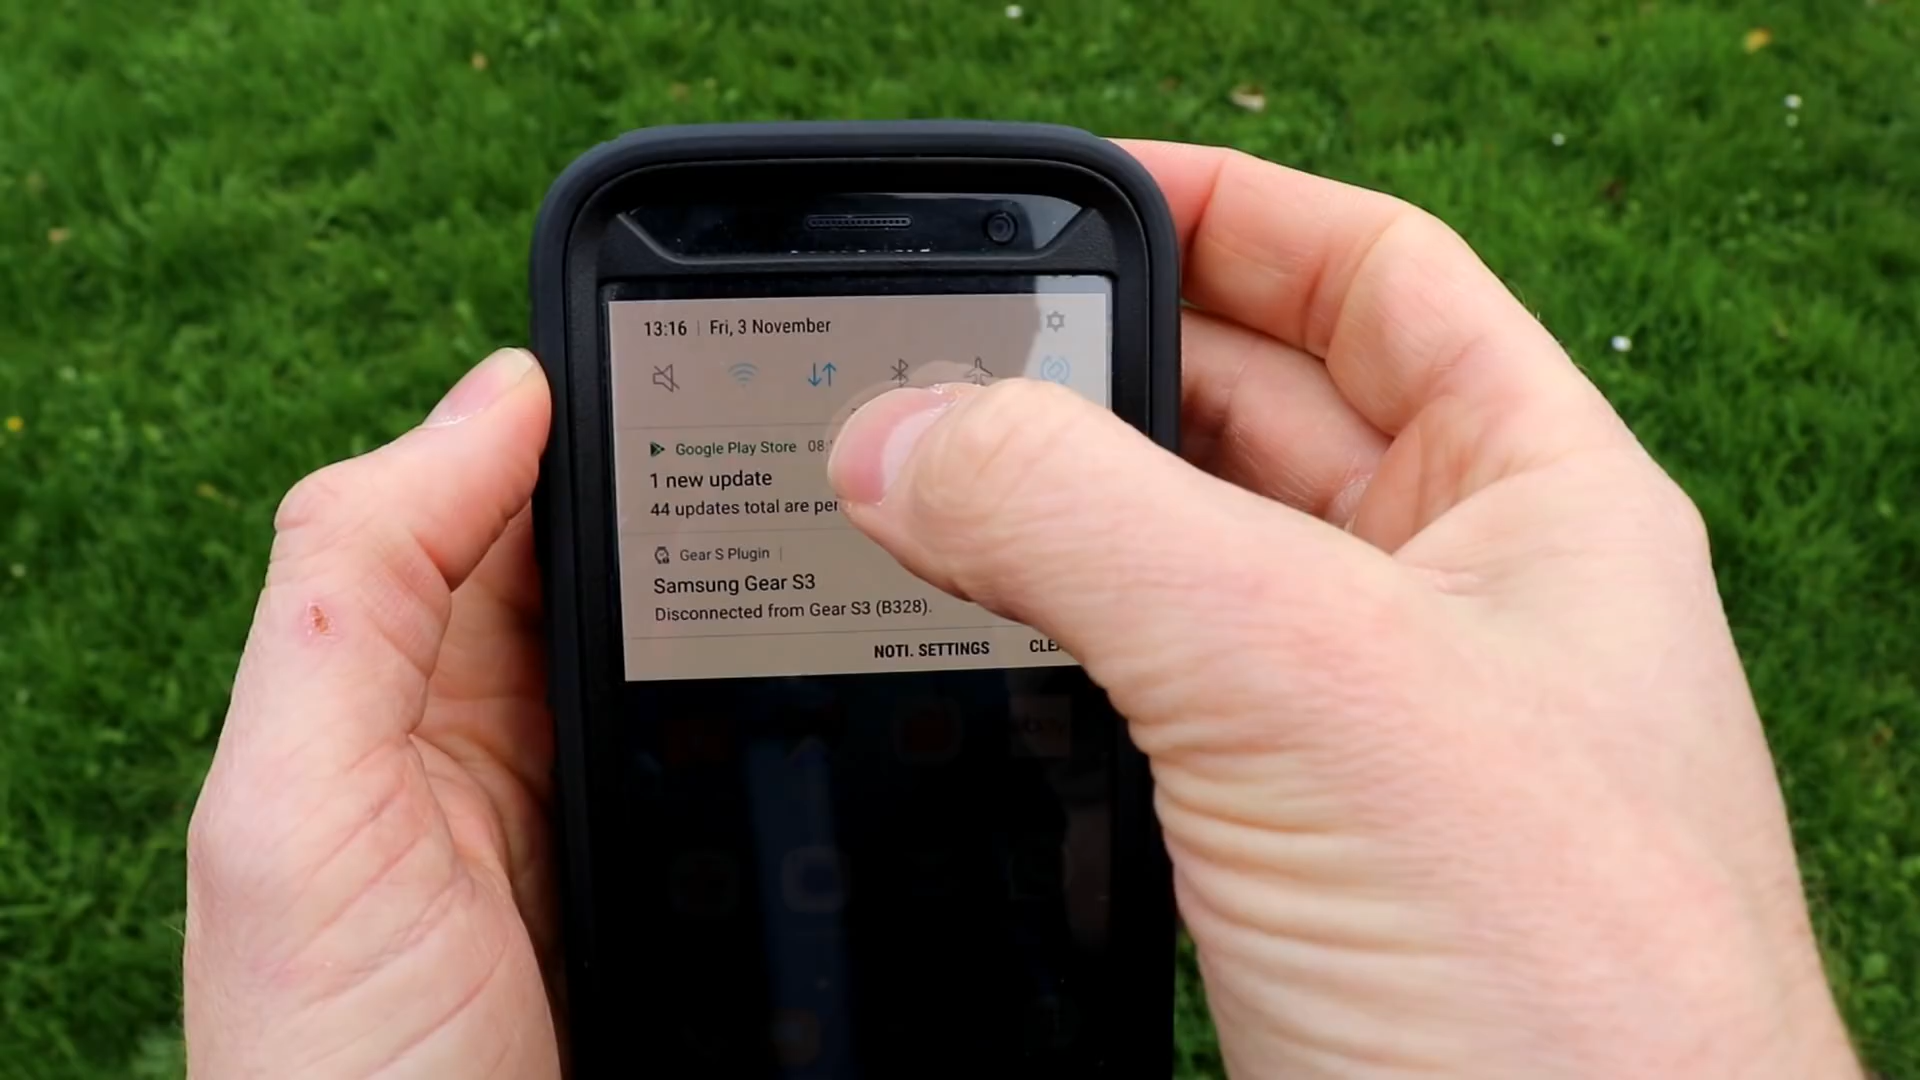 13:16 | Fri, 3 November
Google Play Store 08:
1 new update
44 updates total are
Gear S Plugin
Samsung Gear S3
Disconnected from Gear S3 (B328).
NOTI. SETTINGS